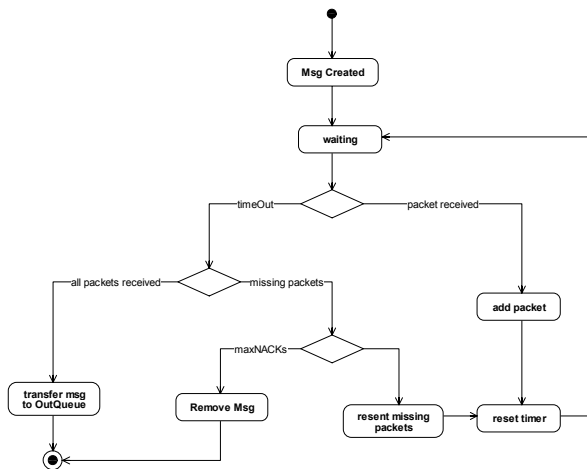 Msg Created
waiting
timeOut
packet received
all packets received
missing packets
add packet
maxNACKs
transfer msg
to OutQueue
Remove Msg
resent missing
packets
reset timer